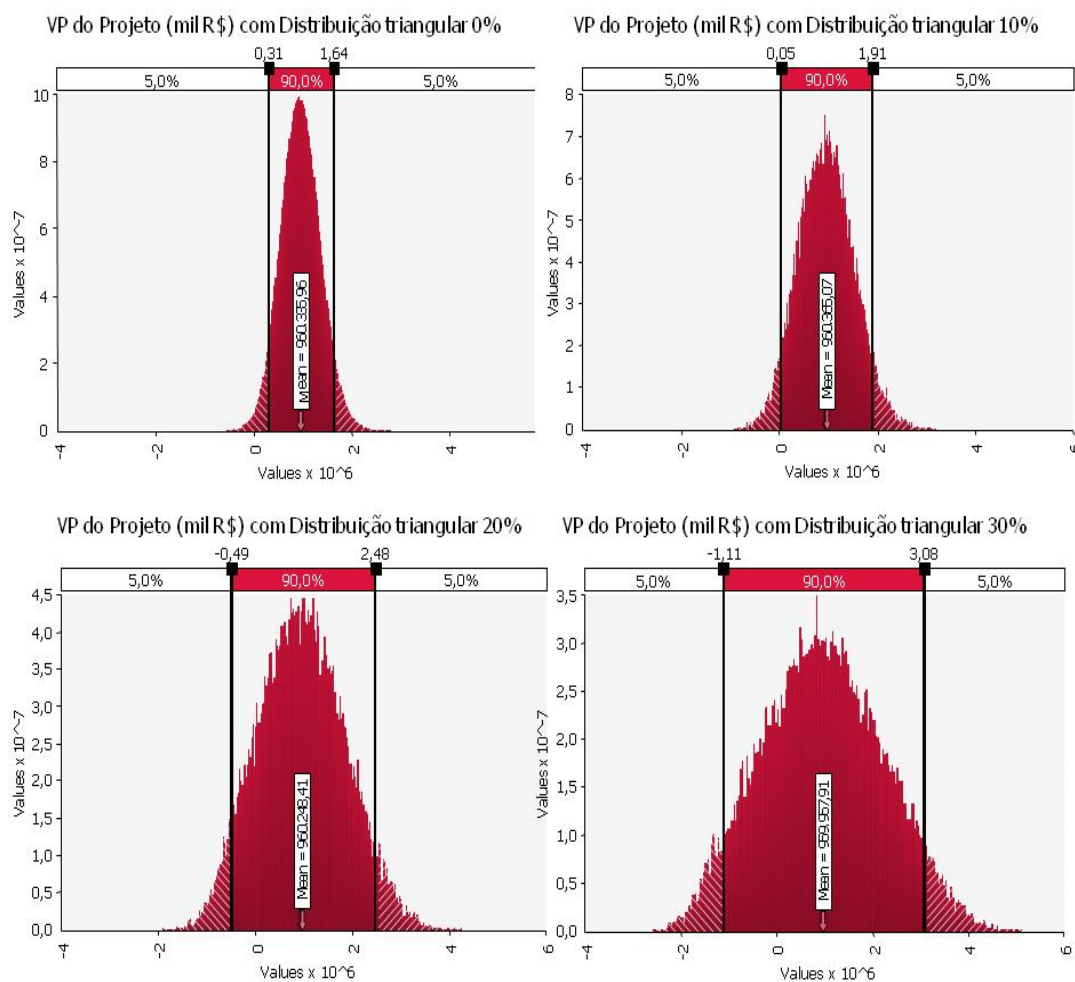 VP do Projeto (mil R$) com Distribuição triangular 0%
0,31 1,64
5,0% 90,0% 5,0%
10
8
6
4
2
0
Values x 10^-7
Mean = 960.335,96
-4 -2 0 2 4
Values x 10^6
VP do Projeto (mil R$) com Distribuição triangular 10%
0,05 1,91
5,0% 90,0% 5,0%
8
7
6
5
4
3
2
1
0
Values x 10^-7
Mean = 960.365,07
-4 -2 0 2 4 6
Values x 10^6
VP do Projeto (mil R$) com Distribuição triangular 20%
-0,49 2,48
5,0% 90,0% 5,0%
4,5
4,0
3,5
3,0
2,5
2,0
1,5
1,0
0,5
0,0
Values x 10^-7
Mean = 960.248,41
-4 -2 0 2 4 6
Values x 10^6
VP do Projeto (mil R$) com Distribuição triangular 30%
-1,11 3,08
5,0% 90,0% 5,0%
3,5
3,0
2,5
2,0
1,5
1,0
0,5
0,0
Values x 10^-7
Mean = 959.957,91
-4 -2 0 2 4 6
Values x 10^6